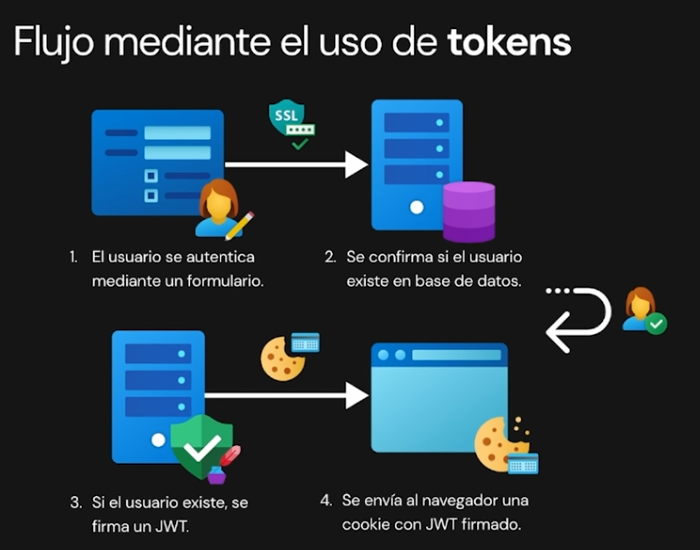 Flujo mediante el uso de tokens
SSL
1. El usuario se autentica
mediante un formulario.
2. Se confirma si el usuario
existe en base de datos.
3. Si el usuario existe, se
firma un JWT.
4. Se envía al navegador una
cookie con JWT firmado.